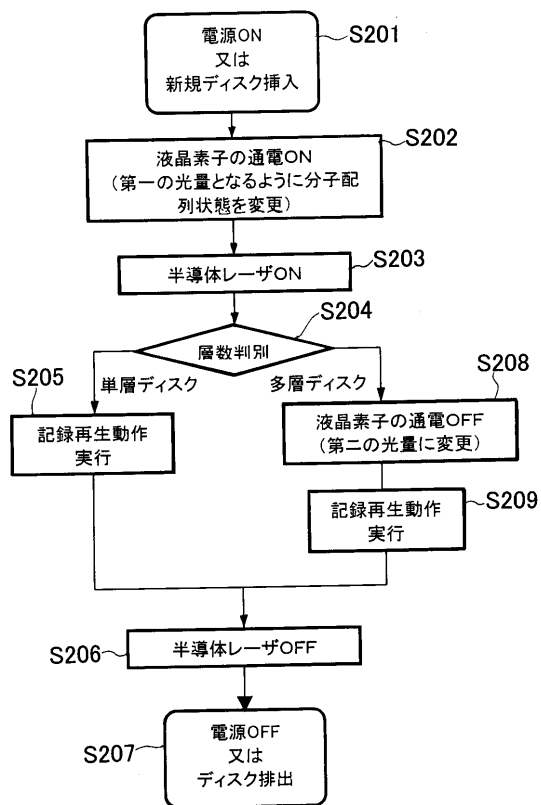 電源ON
又は
新規ディスク挿入
S201
液晶素子の通電ON
(第一の光量となるように分子配
列状態を変更)
S202
半導体レーザON
S203
層数判別
S204
単層ディスク
多層ディスク
S205
記録再生動作
実行
S208
液晶素子の通電OFF
(第二の光量に変更)
S209
記録再生動作
実行
S206
半導体レーザOFF
S207
電源OFF
又は
ディスク排出